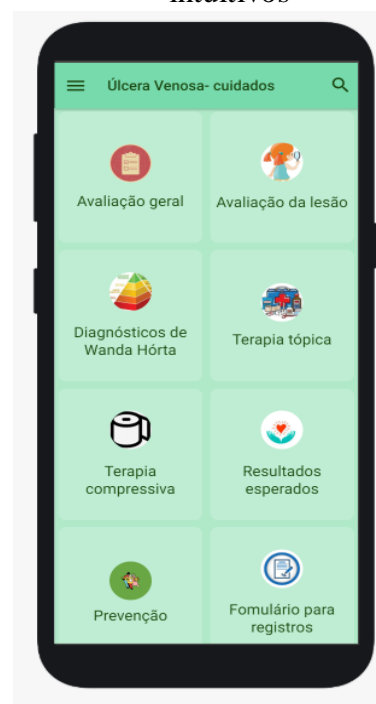 intuitivos
Úlcera Venosa- cuidados
Avaliação geral
Avaliação da lesão
Diagnósticos de
Wanda Hórta
Terapia tópica
Terapia
compressiva
Resultados
esperados
Prevenção
Fomulário para
registros